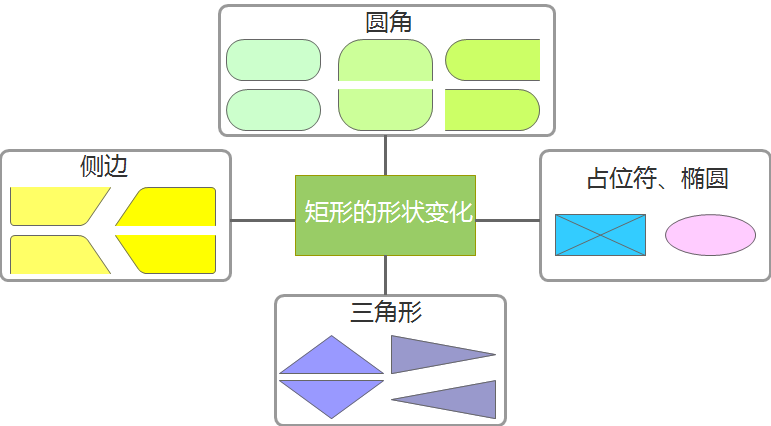 圆角
侧边
矩形的形状变化
占位符、椭圆
三角形